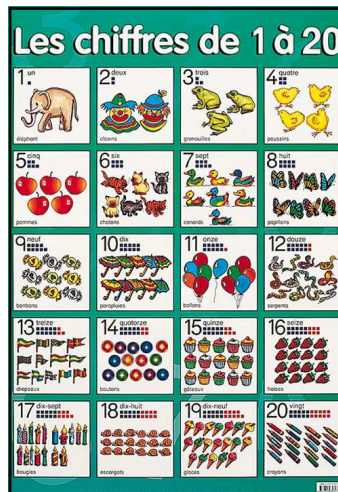 Les chiffres de 1 à 20
1 un
éléphant
2 deux
clowns
3 trois
grenouilles
4 quatre
poussins
5 cinq
pommes
6 six
chatons
7 sept
canards
8 huit
papillons
9 neuf
bonbons
10 dix
parapluies
11 onze
ballons
12 douze
serpents
13 treize
drapeaux
14 quatorze
boutons
15 quinze
gâteaux
16 seize
fraises
17 dix-sept
bougies
18 dix-huit
escargots
19 dix-neuf
glaces
20 vingt
crayons